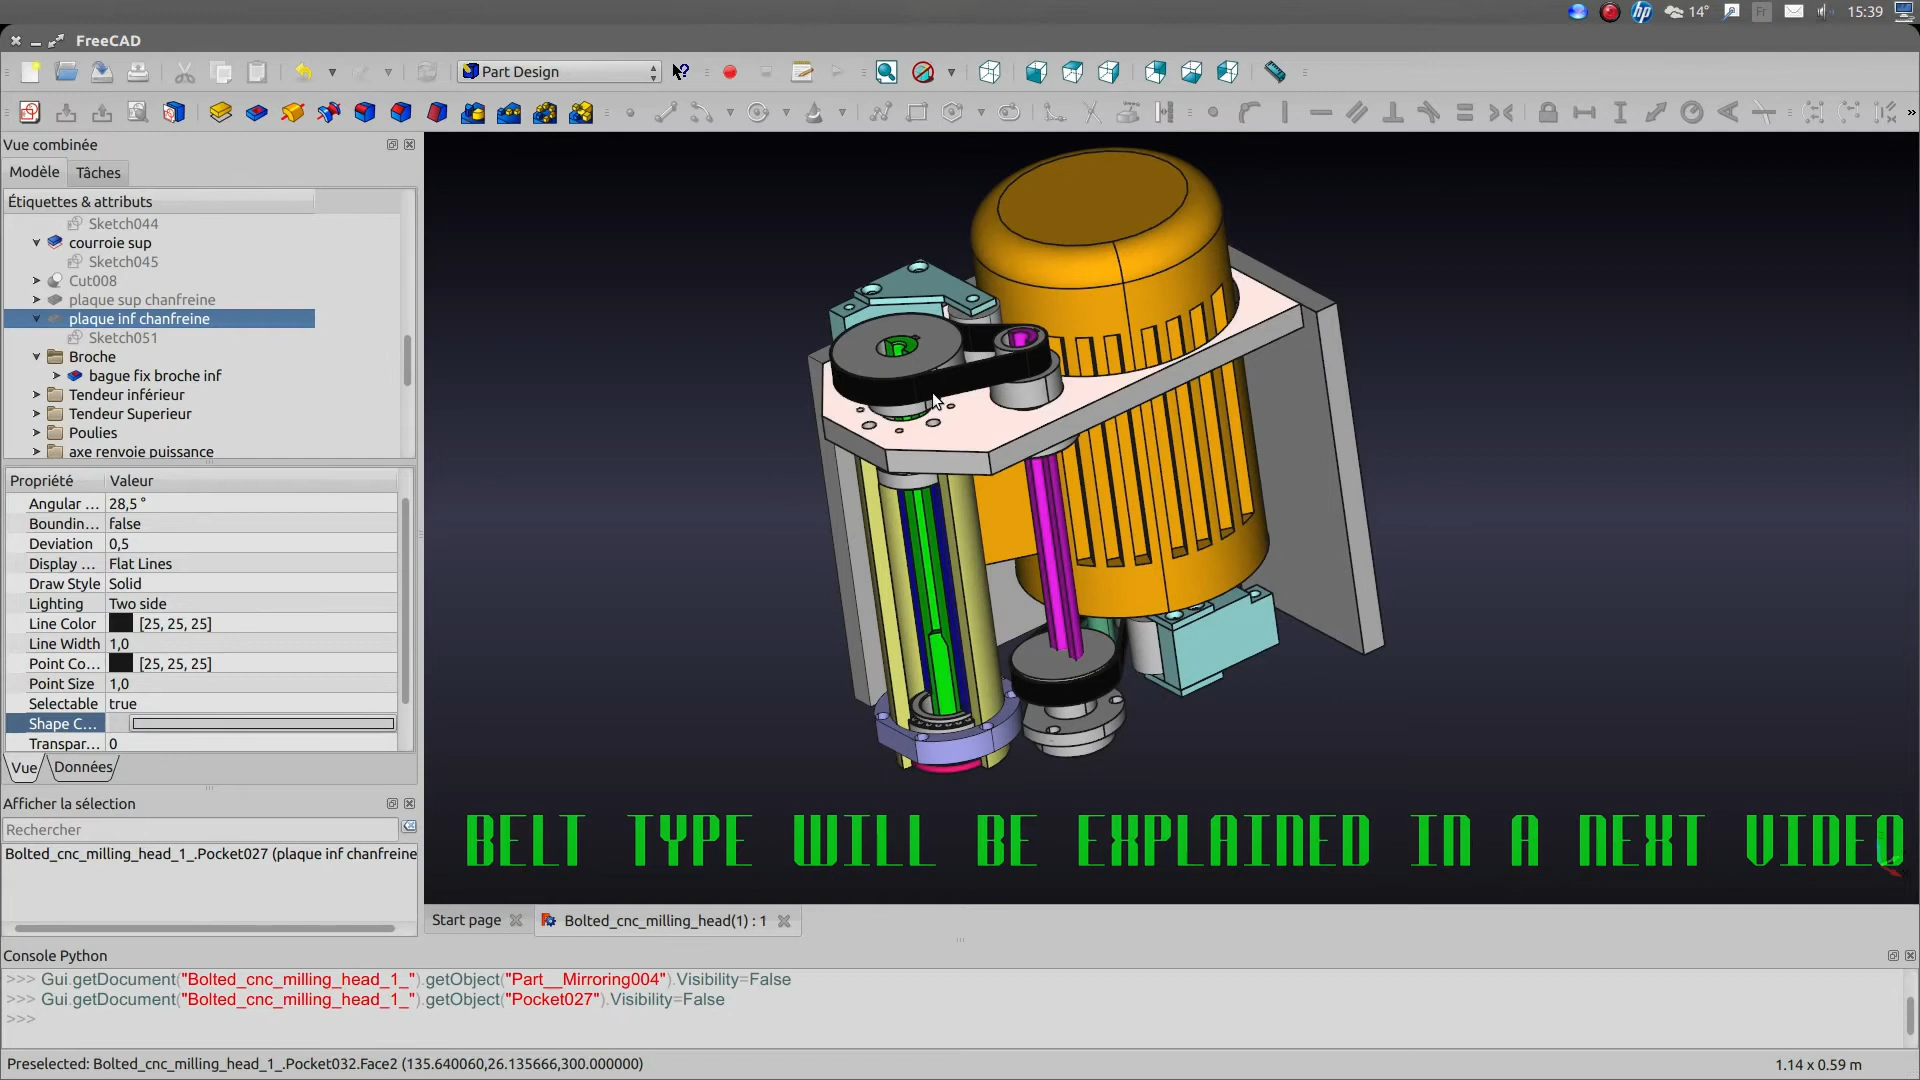 14°
Fr
15:39
FreeCAD
Part Design
Vue combinée
Modèle
Tâches
Étiquettes & attributs
Sketch044
courroie sup
Sketch045
Cut008
plaque sup chanfreine
plaque inf chanfreine
Sketch051
Broche
bague fix broche inf
Tendeur inférieur
Tendeur Superieur
Poulies
axe renvoie puissance
Propriété Valeur
Angular ... 28,5 °
Boundin... false
Deviation 0,5
Display ... Flat Lines
Draw Style Solid
Lighting Two side
Line Color [25, 25, 25]
Line Width 1,0
Point Co... [25, 25, 25]
Point Size 1,0
Selectable true
Shape C...
Transpar... 0
Vue
Données
Afficher la sélection
Rechercher
Bolted_cnc_milling_head_1_.Pocket027 (plaque inf chanfreine
BELT TYPE WILL BE EXPLAINED IN A NEXT VIDEO
Start page
Bolted_cnc_milling_head(1) : 1
Console Python
>>> Gui.getDocument("Bolted_cnc_milling_head_1_").getObject("Part__Mirroring004").Visibility=False
>>> Gui.getDocument("Bolted_cnc_milling_head_1_").getObject("Pocket027").Visibility=False
>>>
Preselected: Bolted_cnc_milling_head_1_.Pocket032.Face2 (135.640060,26.135666,300.000000)
1.14 x 0.59 m